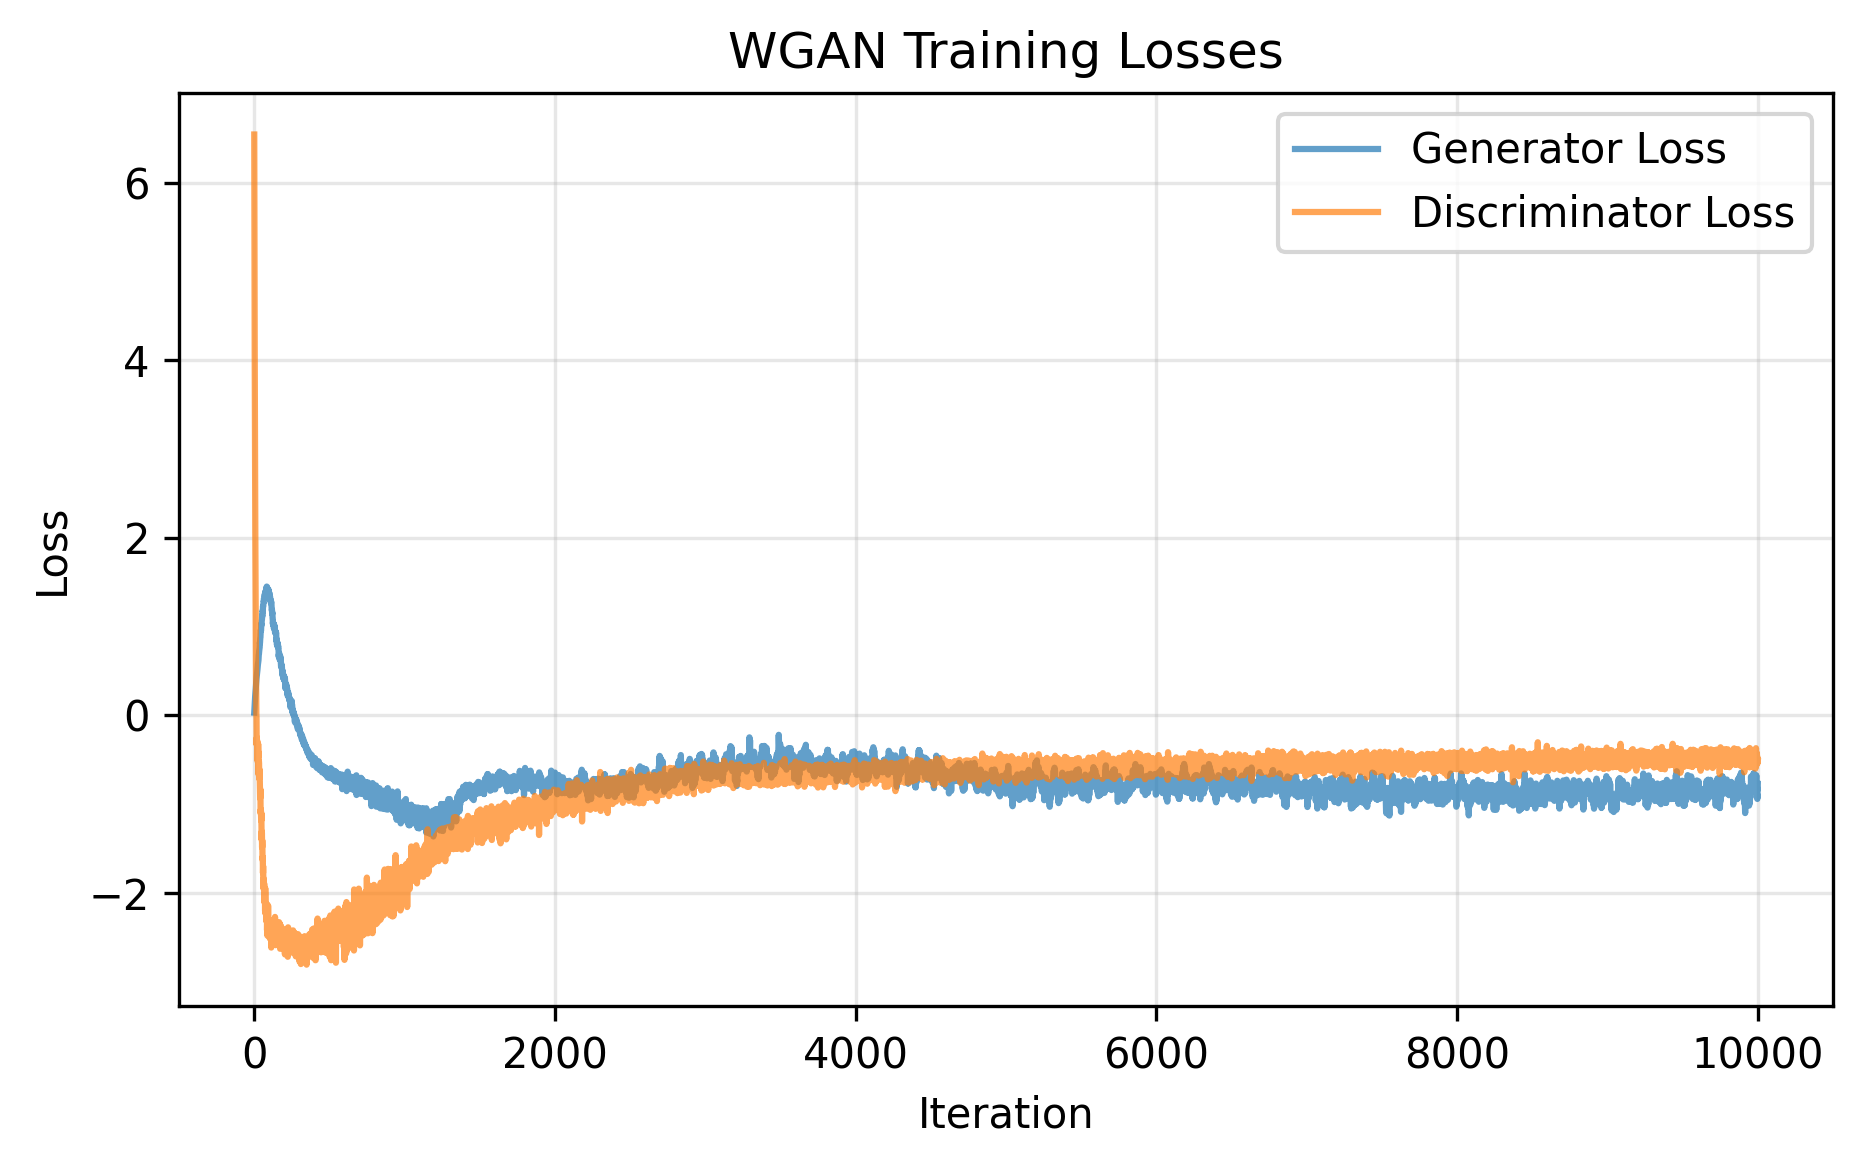 WGAN Training Losses
Generator Loss
Discriminator Loss
6
4
2
0
−2
Loss
0 2000 4000 6000 8000 10000
Iteration